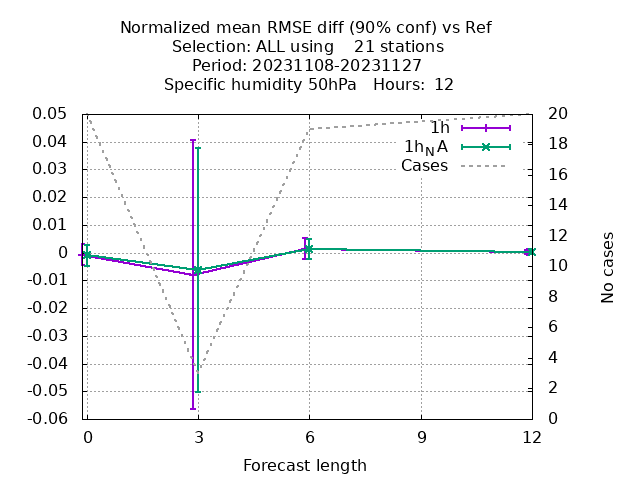 Normalized mean RMSE diff (90% conf) vs Ref
Selection: ALL using    21 stations
Period: 20231108-20231127
Specific humidity 50hPa   Hours:  12
0.05
0.04
0.03
0.02
0.01
0
-0.01
-0.02
-0.03
-0.04
-0.05
-0.06
1h
1hNA
Cases
20
18
16
14
12
10
8
6
4
2
0
No cases
0 3 6 9 12
Forecast length